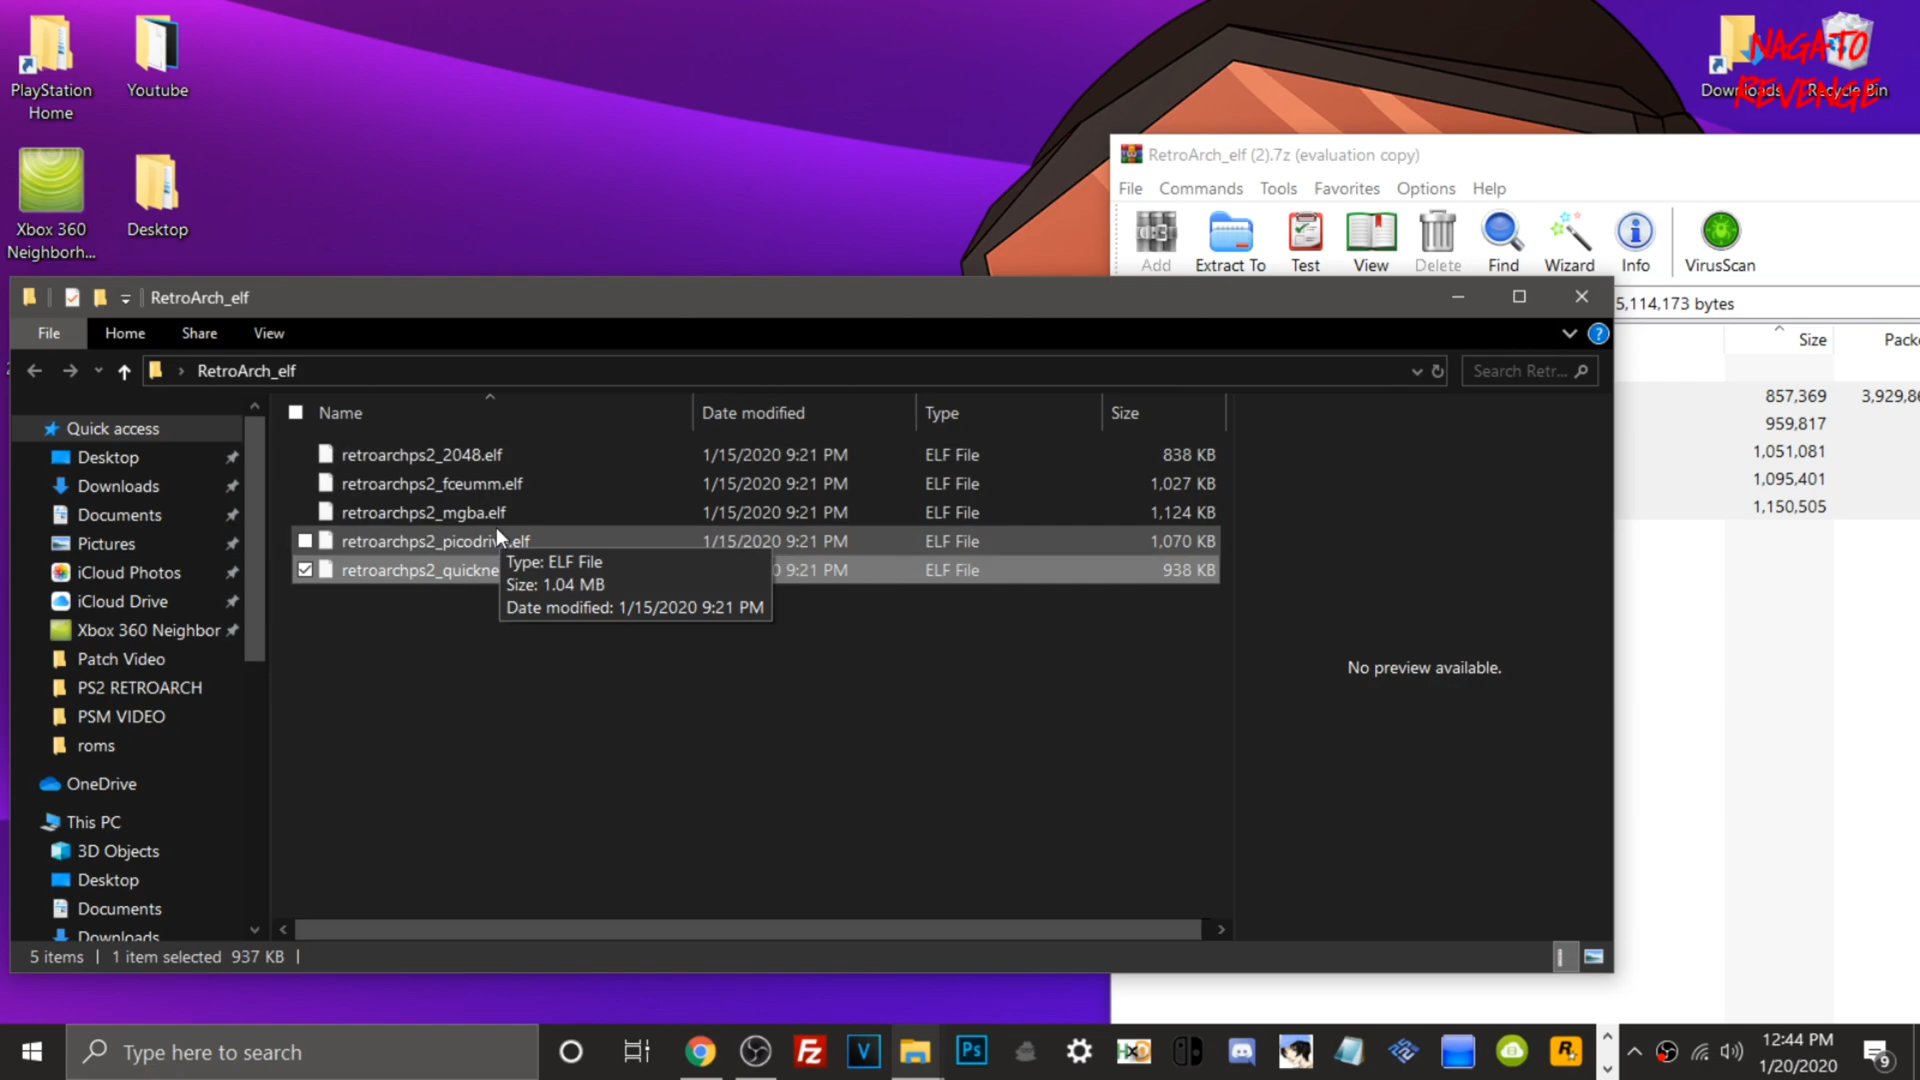 PlayStation
Home
Youtube
Xbox 360
Neighborh...
Desktop
Downloads
Recycle Bin
NAGATO
REVENGE
RetroArch_elf (2).7z (evaluation copy)
File Commands Tools Favorites Options Help
Add Extract To Test View Delete Find Wizard Info VirusScan
5,114,173 bytes
Size
857,369
959,817
1,051,081
1,095,401
1,150,505
RetroArch_elf
File Home Share View
RetroArch_elf
Search Retr...
Name Date modified Type Size
retroarchps2_2048.elf 1/15/2020 9:21 PM ELF File 838 KB
retroarchps2_fceumm.elf 1/15/2020 9:21 PM ELF File 1,027 KB
retroarchps2_mgba.elf 1/15/2020 9:21 PM ELF File 1,124 KB
1/15/2020 9:21 PM ELF File 1,070 KB
9:21 PM ELF File 938 KB
Type: ELF File
Size: 1.04 MB
Date modified: 1/15/2020 9:21 PM
No preview available.
Quick access
Desktop
Downloads
Documents
Pictures
iCloud Photos
iCloud Drive
Xbox 360 Neighbor
Patch Video
PS2 RETROARCH
PSM VIDEO
roms
OneDrive
This PC
3D Objects
Desktop
Documents
Downloads
5 items | 1 item selected 937 KB |
Type here to search
Fz
V
Ps
HXD
R
12:44 PM
1/20/2020
9